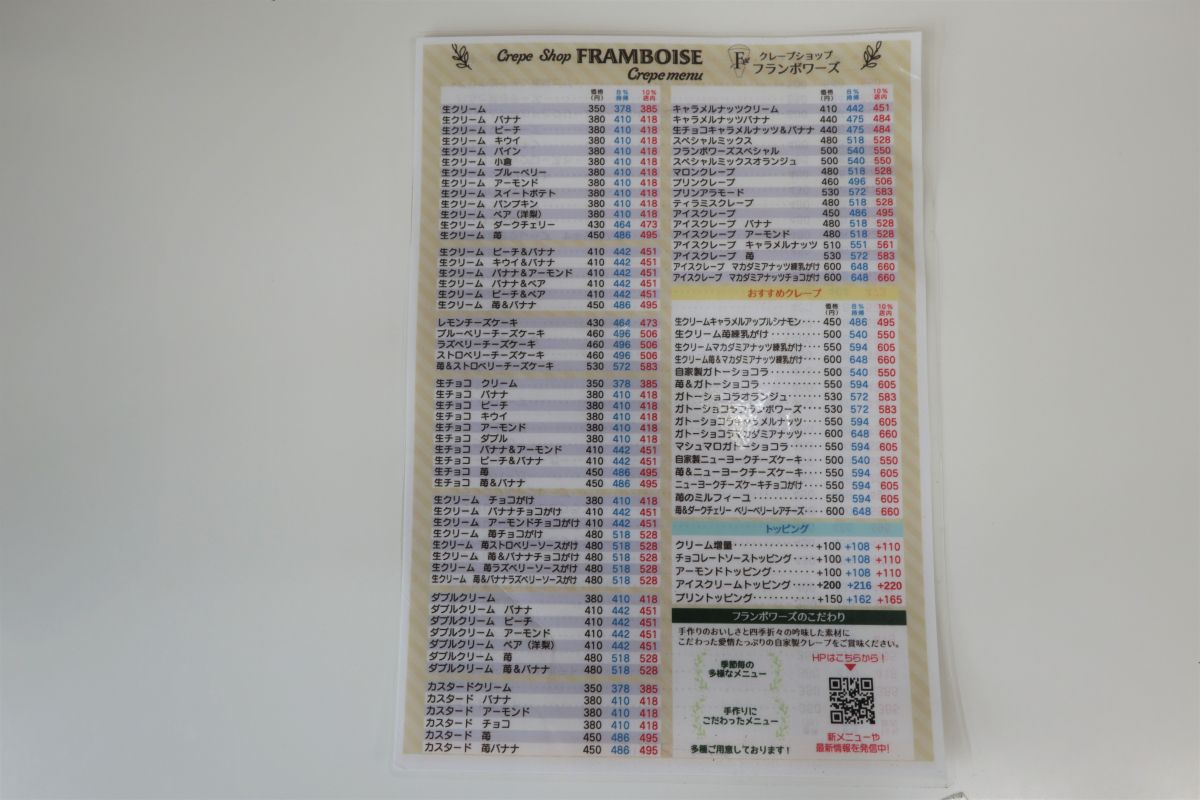 Crepe Shop FRAMBOISE
Crepe menu
F
クレープショップ
フランボワーズ
価格(円) 8%持帰 10%店内
生クリーム 350 378 385
生クリーム バナナ 380 410 418
生クリーム ピーチ 380 410 418
生クリーム キウイ 380 410 418
生クリーム パイン 380 410 418
生クリーム 小倉 380 410 418
生クリーム ブルーベリー 380 410 418
生クリーム アーモンド 380 410 418
生クリーム スイートポテト 380 410 418
生クリーム パンプキン 380 410 418
生クリーム ペア(洋梨) 380 410 418
生クリーム ダークチェリー 430 464 473
生クリーム 苺 450 486 495
生クリーム ピーチ&バナナ 410 442 451
生クリーム キウイ&バナナ 410 442 451
生クリーム バナナ&アーモンド 410 442 451
生クリーム バナナ&ペア 410 442 451
生クリーム ピーチ&ペア 410 442 451
生クリーム 苺&バナナ 450 486 495
レモンチーズケーキ 430 464 473
ブルーベリーチーズケーキ 460 496 506
ラズベリーチーズケーキ 460 496 506
ストロベリーチーズケーキ 460 496 506
苺&ストロベリーチーズケーキ 530 572 583
生チョコ クリーム 350 378 385
生チョコ バナナ 380 410 418
生チョコ ピーチ 380 410 418
生チョコ キウイ 380 410 418
生チョコ アーモンド 380 410 418
生チョコ ダブル 380 410 418
生チョコ バナナ&アーモンド 410 442 451
生チョコ ピーチ&バナナ 410 442 451
生チョコ 苺 450 486 495
生チョコ 苺&バナナ 450 486 495
生クリーム チョコがけ 380 410 418
生クリーム バナナチョコがけ 410 442 451
生クリーム アーモンドチョコがけ 410 442 451
生クリーム 苺チョコがけ 480 518 528
生クリーム 苺ストロベリーソースがけ 480 518 528
生クリーム 苺&バナナチョコがけ 480 518 528
生クリーム 苺ラズベリーソースがけ 480 518 528
生クリーム 苺&バナナラズベリーソースがけ 480 518 528
ダブルクリーム 380 410 418
ダブルクリーム バナナ 410 442 451
ダブルクリーム ピーチ 410 442 451
ダブルクリーム アーモンド 410 442 451
ダブルクリーム ペア(洋梨) 410 442 451
ダブルクリーム 苺 480 518 528
ダブルクリーム 苺&バナナ 480 518 528
カスタードクリーム 350 378 385
カスタード バナナ 380 410 418
カスタード アーモンド 380 410 418
カスタード チョコ 380 410 418
カスタード 苺 450 486 495
カスタード 苺バナナ 450 486 495
価格(円) 8%持帰 10%店内
キャラメルナッツクリーム 410 442 451
キャラメルナッツバナナ 440 475 484
生チョコキャラメルナッツ&バナナ 440 475 484
スペシャルミックス 480 518 528
フランボワーズスペシャル 500 540 550
スペシャルミックスオランジュ 500 540 550
マロンクレープ 480 518 528
プリンクレープ 460 496 506
プリンアラモード 530 572 583
ティラミスクレープ 480 518 528
アイスクレープ 450 486 495
アイスクレープ バナナ 480 518 528
アイスクレープ アーモンド 480 518 528
アイスクレープ キャラメルナッツ 510 551 561
アイスクレープ 苺 530 572 583
アイスクレープ マカダミアナッツ練乳がけ 600 648 660
アイスクレープ マカダミアナッツチョコがけ 600 648 660
おすすめクレープ
価格(円) 8%持帰 10%店内
生クリームキャラメルアップルシナモン···· 450 486 495
生クリーム苺練乳がけ·········· 500 540 550
生クリームマカダミアナッツ練乳がけ···· 550 594 605
生クリーム苺&マカダミアナッツ練乳がけ···· 600 648 660
自家製ガトーショコラ·········· 500 540 550
苺&ガトーショコラ··········· 550 594 605
ガトーショコラオランジュ······· 530 572 583
ガトーショコラフランボワーズ···· 530 572 583
ガトーショコラキャラメルナッツ···· 550 594 605
ガトーショコラマカダミアナッツ···· 600 648 660
マシュマロガトーショコラ······· 550 594 605
自家製ニューヨークチーズケーキ···· 500 540 550
苺&ニューヨークチーズケーキ···· 550 594 605
ニューヨークチーズケーキチョコがけ···· 550 594 605
苺のミルフィーユ············ 550 594 605
苺&ダークチェリー ベリーベリーレアチーズ···· 600 648 660
トッピング
クリーム増量·············· +100 +108 +110
チョコレートソーストッピング···· +100 +108 +110
アーモンドトッピング········ +100 +108 +110
アイスクリームトッピング······ +200 +216 +220
プリントッピング··········· +150 +162 +165
フランボワーズのこだわり
手作りのおいしさと四季折々の吟味した素材に
こだわった愛情たっぷりの自家製クレープをご賞味ください。
季節毎の
多様なメニュー
手作りに
こだわったメニュー
多種ご用意しております!
HPはこちらから!
新メニューや
最新情報を発信中!